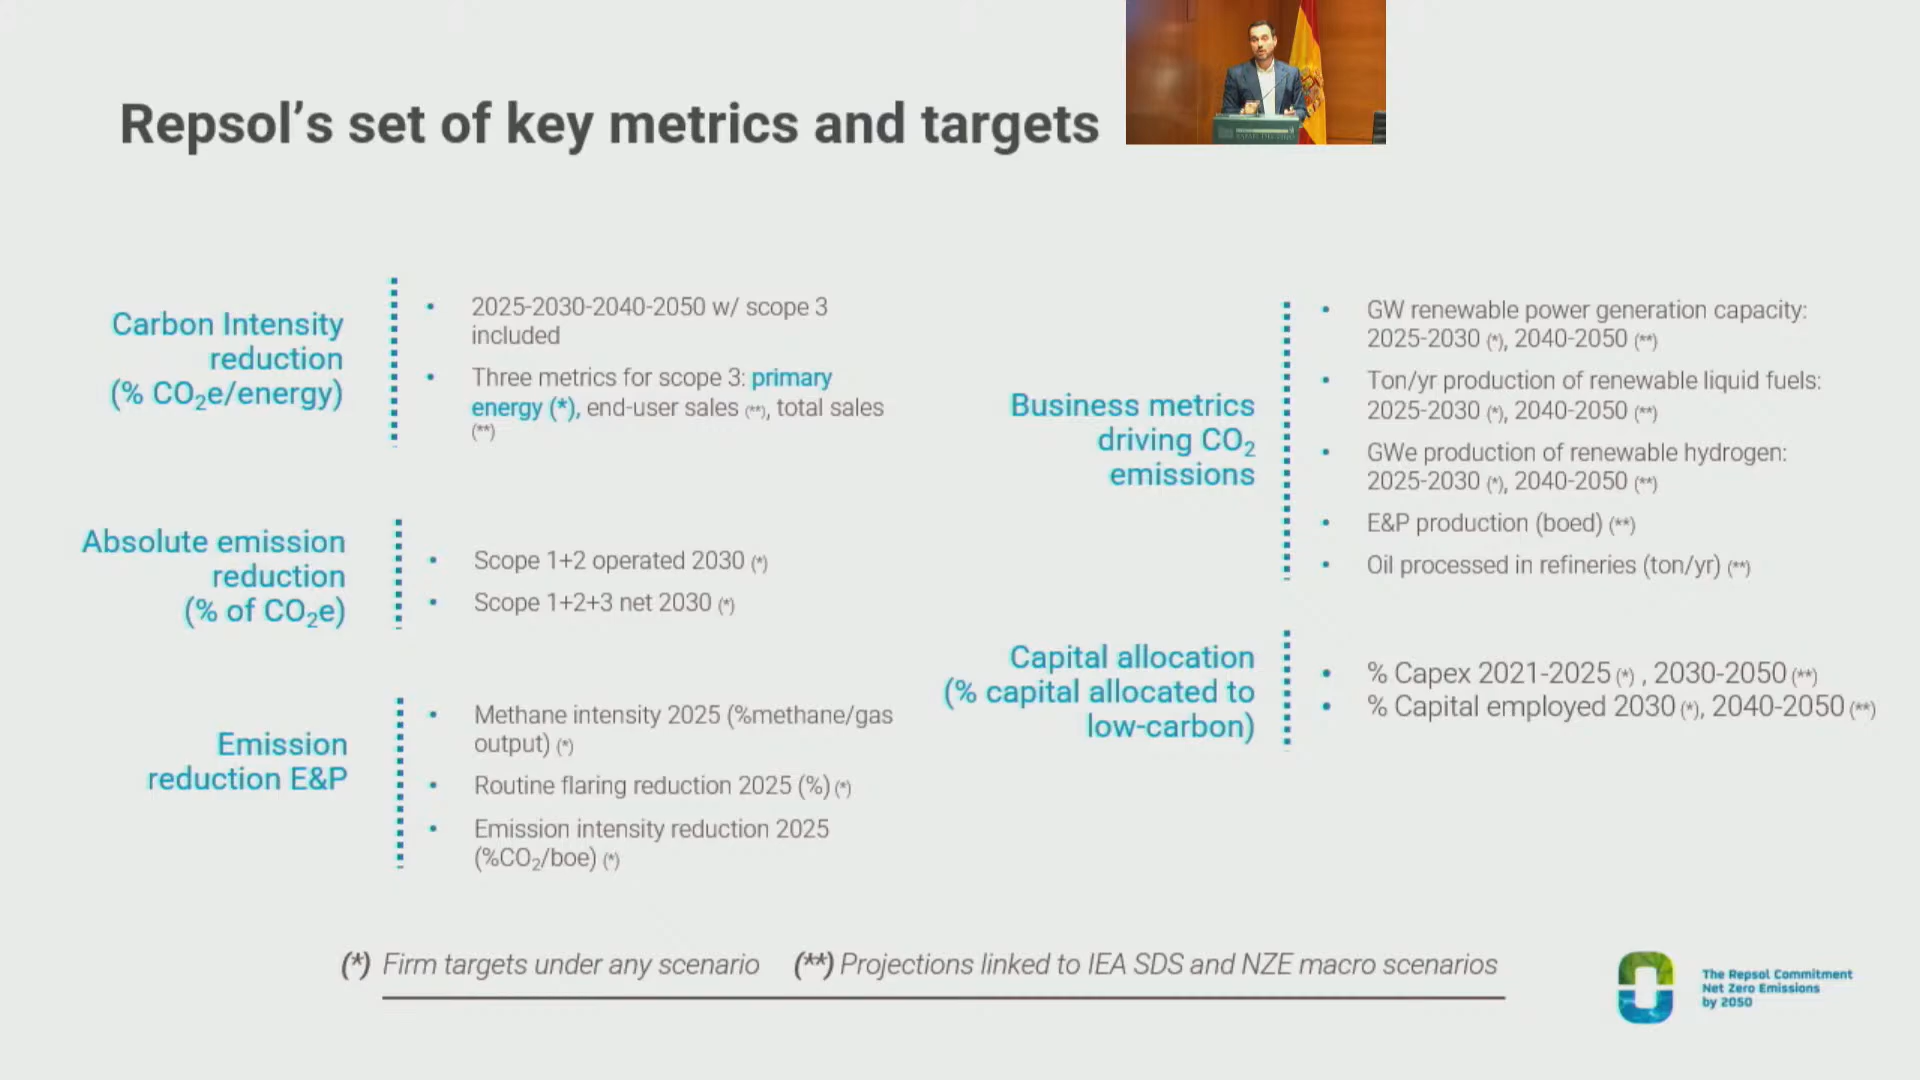 Repsol's set of key metrics and targets
Carbon Intensity
reduction
(% CO₂e/energy)
• 2025-2030-2040-2050 w/ scope 3
included
• Three metrics for scope 3: primary
energy (*), end-user sales (**), total sales
(**)
Absolute emission
reduction
(% of CO₂e)
• Scope 1+2 operated 2030 (*)
• Scope 1+2+3 net 2030 (*)
Emission
reduction E&P
• Methane intensity 2025 (%methane/gas
output) (*)
• Routine flaring reduction 2025 (%) (*)
• Emission intensity reduction 2025
(%CO₂/boe) (*)
Business metrics
driving CO₂
emissions
• GW renewable power generation capacity:
2025-2030 (*), 2040-2050 (**)
• Ton/yr production of renewable liquid fuels:
2025-2030 (*), 2040-2050 (**)
• GWe production of renewable hydrogen:
2025-2030 (*), 2040-2050 (**)
• E&P production (boed) (**)
• Oil processed in refineries (ton/yr) (**)
Capital allocation
(% capital allocated to
low-carbon)
• % Capex 2021-2025 (*) , 2030-2050 (**)
• % Capital employed 2030 (*), 2040-2050 (**)
(*) Firm targets under any scenario (**) Projections linked to IEA SDS and NZE macro scenarios
The Repsol Commitment
Net Zero Emissions
by 2050